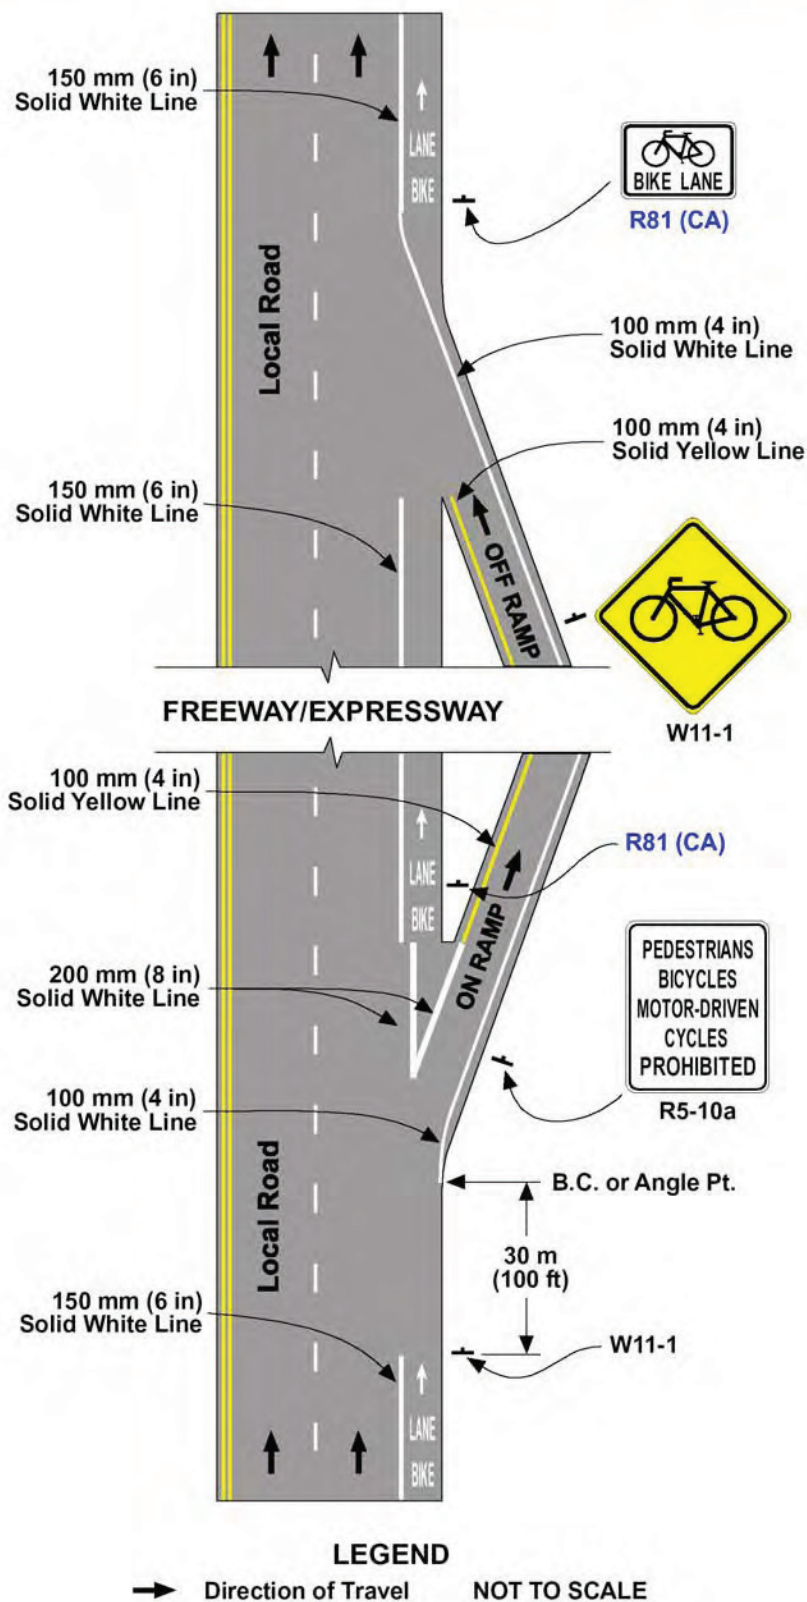 150 mm (6 in)
Solid White Line
LANE
BIKE
BIKE LANE
R81 (CA)
Local Road
100 mm (4 in)
Solid White Line
100 mm (4 in)
Solid Yellow Line
150 mm (6 in)
Solid White Line
OFF RAMP
W11-1
FREEWAY/EXPRESSWAY
100 mm (4 in)
Solid Yellow Line
R81 (CA)
LANE
BIKE
ON RAMP
200 mm (8 in)
Solid White Line
PEDESTRIANS
BICYCLES
MOTOR-DRIVEN
CYCLES
PROHIBITED
R5-10a
100 mm (4 in)
Solid White Line
B.C. or Angle Pt.
Local Road
30 m
(100 ft)
150 mm (6 in)
Solid White Line
W11-1
LANE
BIKE
LEGEND
Direction of Travel
NOT TO SCALE